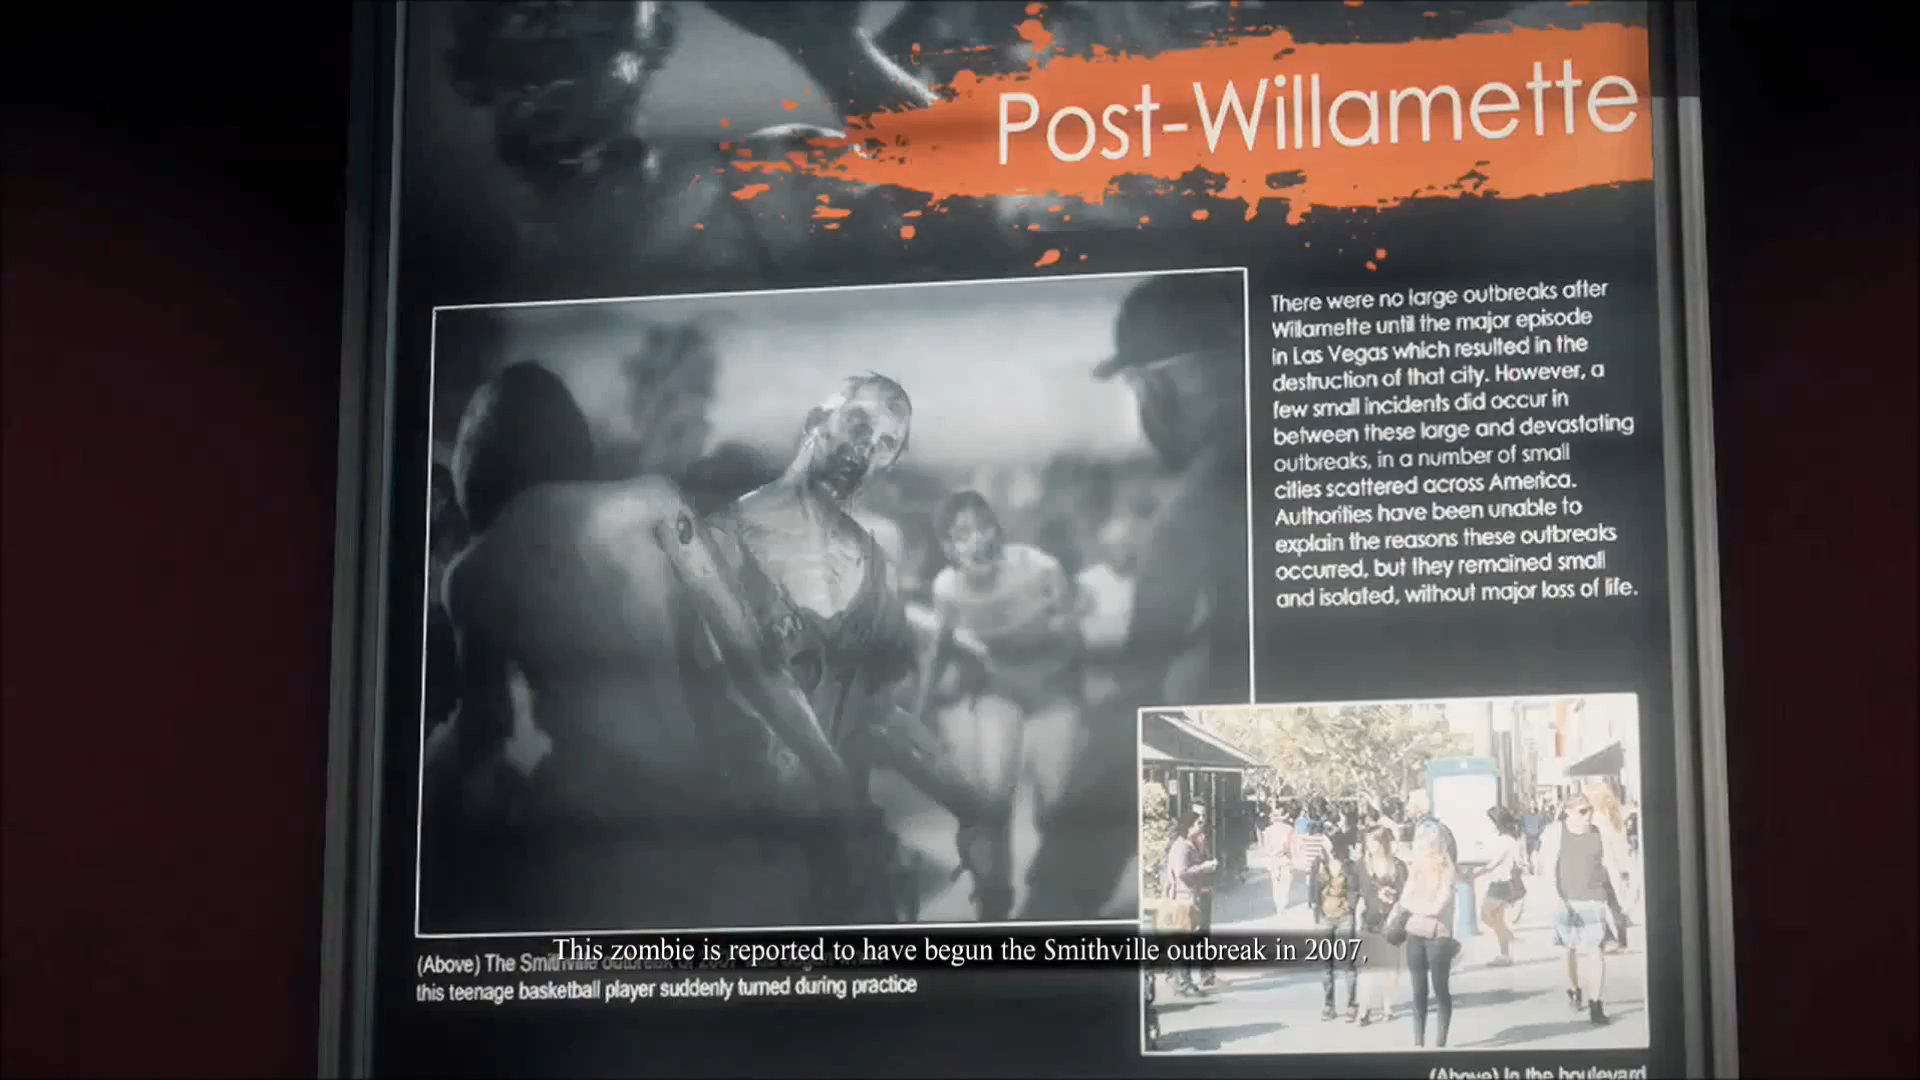 Post-Willamette
There were no large outbreaks after
Willamette until the major episode
in Las Vegas which resulted in the
destruction of that city. However, a
few small incidents did occur in
between these large and devastating
outbreaks, in a number of small
cities scattered across America.
Authorities have been unable to
explain the reasons these outbreaks
occurred, but they remained small
and isolated, without major loss of life.
(Above) The Smithville outbreak of 2007
this teenage basketball player suddenly turned during practice
This zombie is reported to have begun the Smithville outbreak in 2007,
(Above) In the boulevard